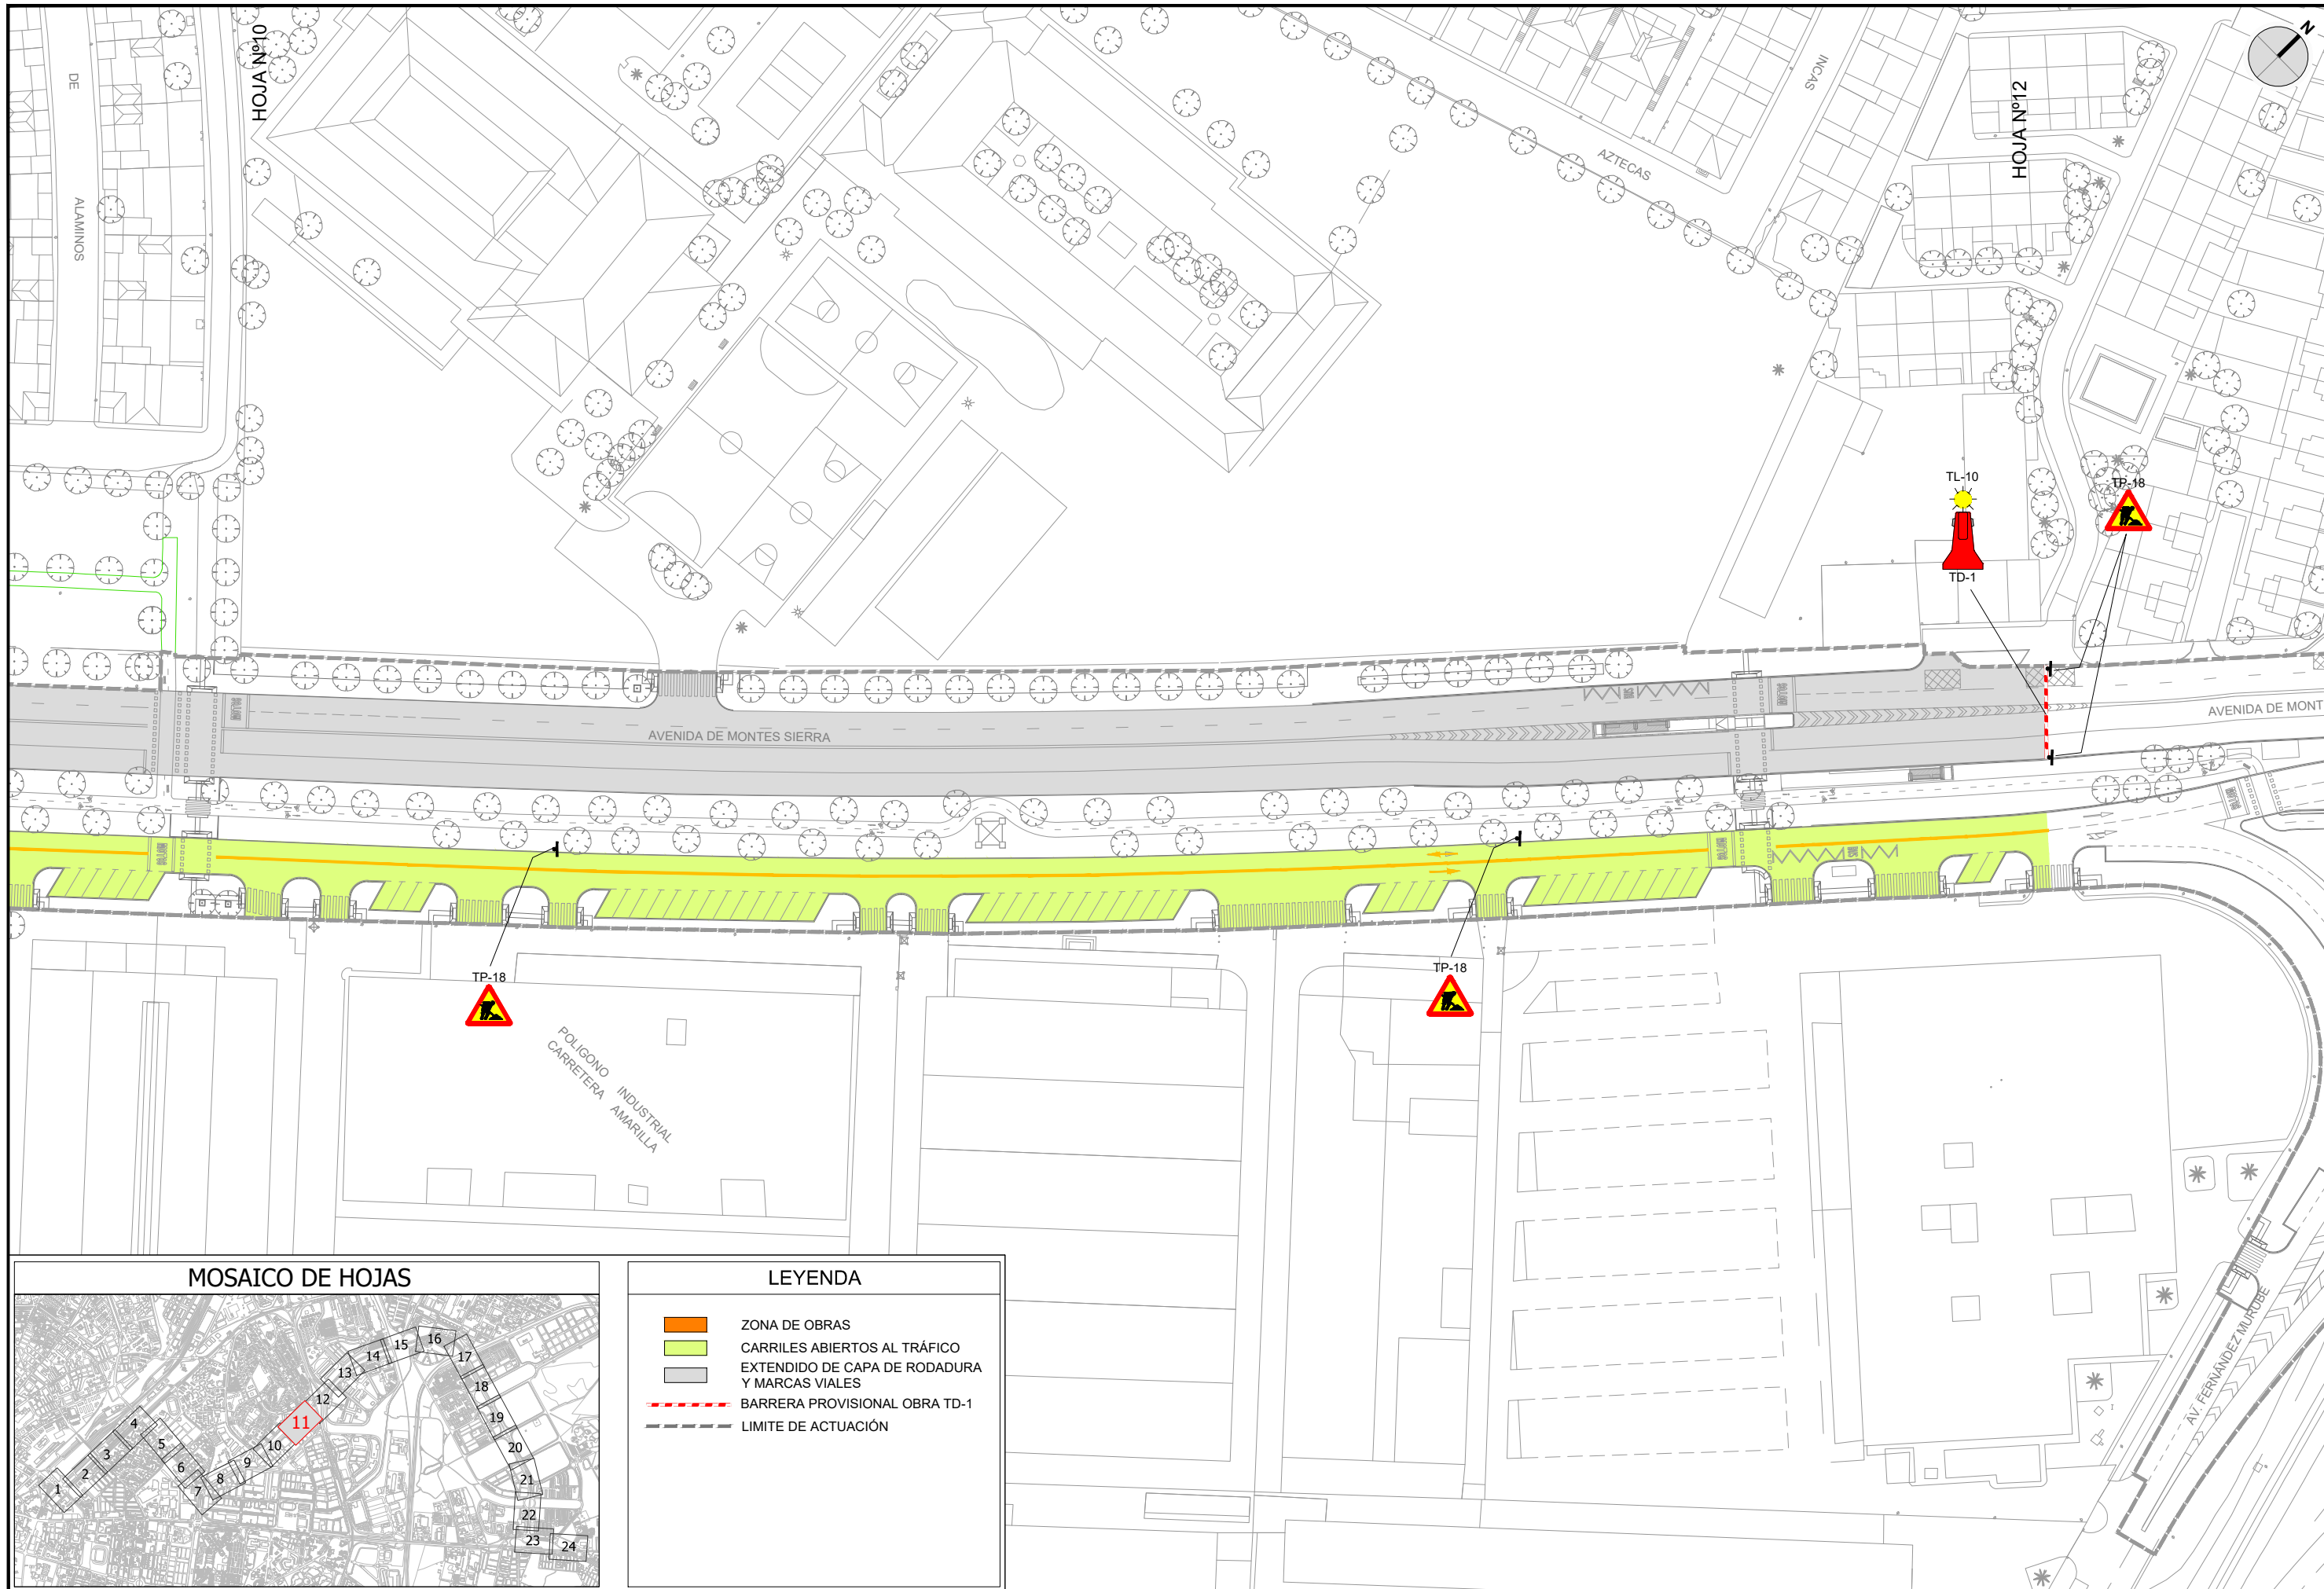 HOJA Nº10
DE
ALAMINOS
AZTECAS
INCAS
HOJA Nº12
N
TL-10
TD-1
TP-18
AVENIDA DE MONTES SIERRA
AVENIDA DE MONT
BUS
BUS
TP-18
TP-18
POLIGONO INDUSTRIAL
CARRETERA AMARILLA
AV. FERNÁNDEZ MURUBE
MOSAICO DE HOJAS
1
2
3
4
5
6
7
8
9
10
11
12
13
14
15
16
17
18
19
20
21
22
23
24
LEYENDA
ZONA DE OBRAS
CARRILES ABIERTOS AL TRÁFICO
EXTENDIDO DE CAPA DE RODADURA
Y MARCAS VIALES
BARRERA PROVISIONAL OBRA TD-1
LIMITE DE ACTUACIÓN